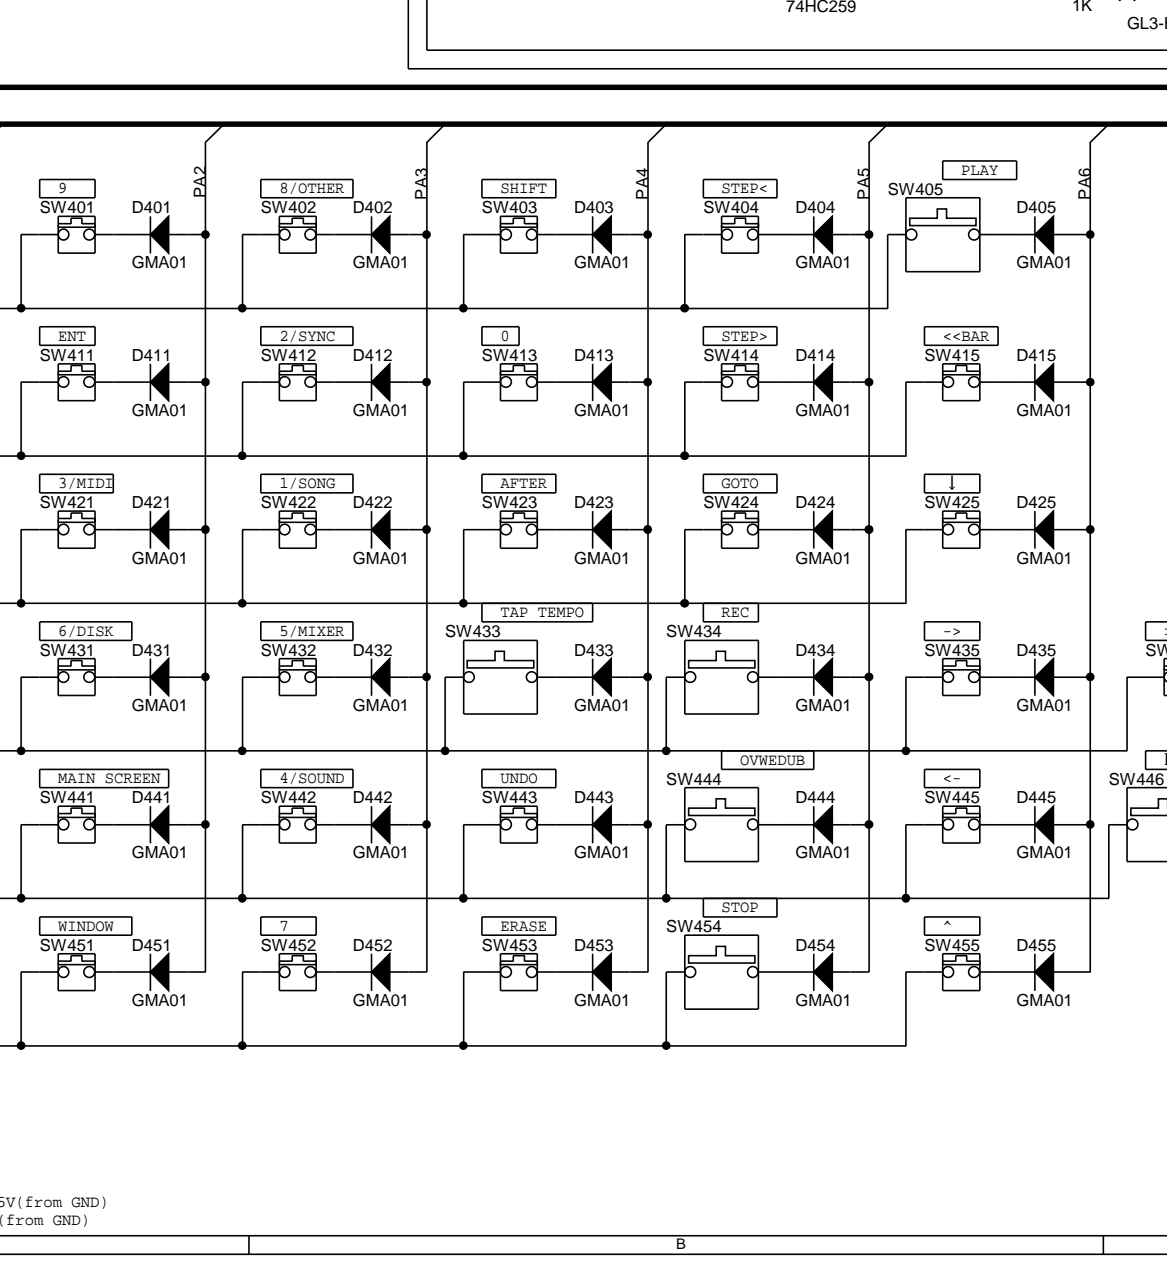 74HC259
1K
PA2
PA3
PA4
PA5
PA6
9
8/OTHER
SHIFT
STEP<
PLAY
SW401
D401
SW402
D402
SW403
D403
SW404
D404
SW405
D405
GMA01
GMA01
GMA01
GMA01
GMA01
ENT
2/SYNC
0
STEP>
<<BAR
SW411
D411
SW412
D412
SW413
D413
SW414
D414
SW415
D415
GMA01
GMA01
GMA01
GMA01
GMA01
3/MIDI
1/SONG
AFTER
GOTO
↓
SW421
D421
SW422
D422
SW423
D423
SW424
D424
SW425
D425
GMA01
GMA01
GMA01
GMA01
GMA01
6/DISK
5/MIXER
TAP TEMPO
REC
->
SW431
D431
SW432
D432
SW433
D433
SW434
D434
SW435
D435
GMA01
GMA01
GMA01
GMA01
GMA01
MAIN SCREEN
4/SOUND
UNDO
OVWEDUB
<-
SW441
D441
SW442
D442
SW443
D443
SW444
D444
SW445
D445
SW446
GMA01
GMA01
GMA01
GMA01
GMA01
WINDOW
7
ERASE
STOP
^
SW451
D451
SW452
D452
SW453
D453
SW454
D454
SW455
D455
GMA01
GMA01
GMA01
GMA01
GMA01
5V(from GND)
(from GND)
B